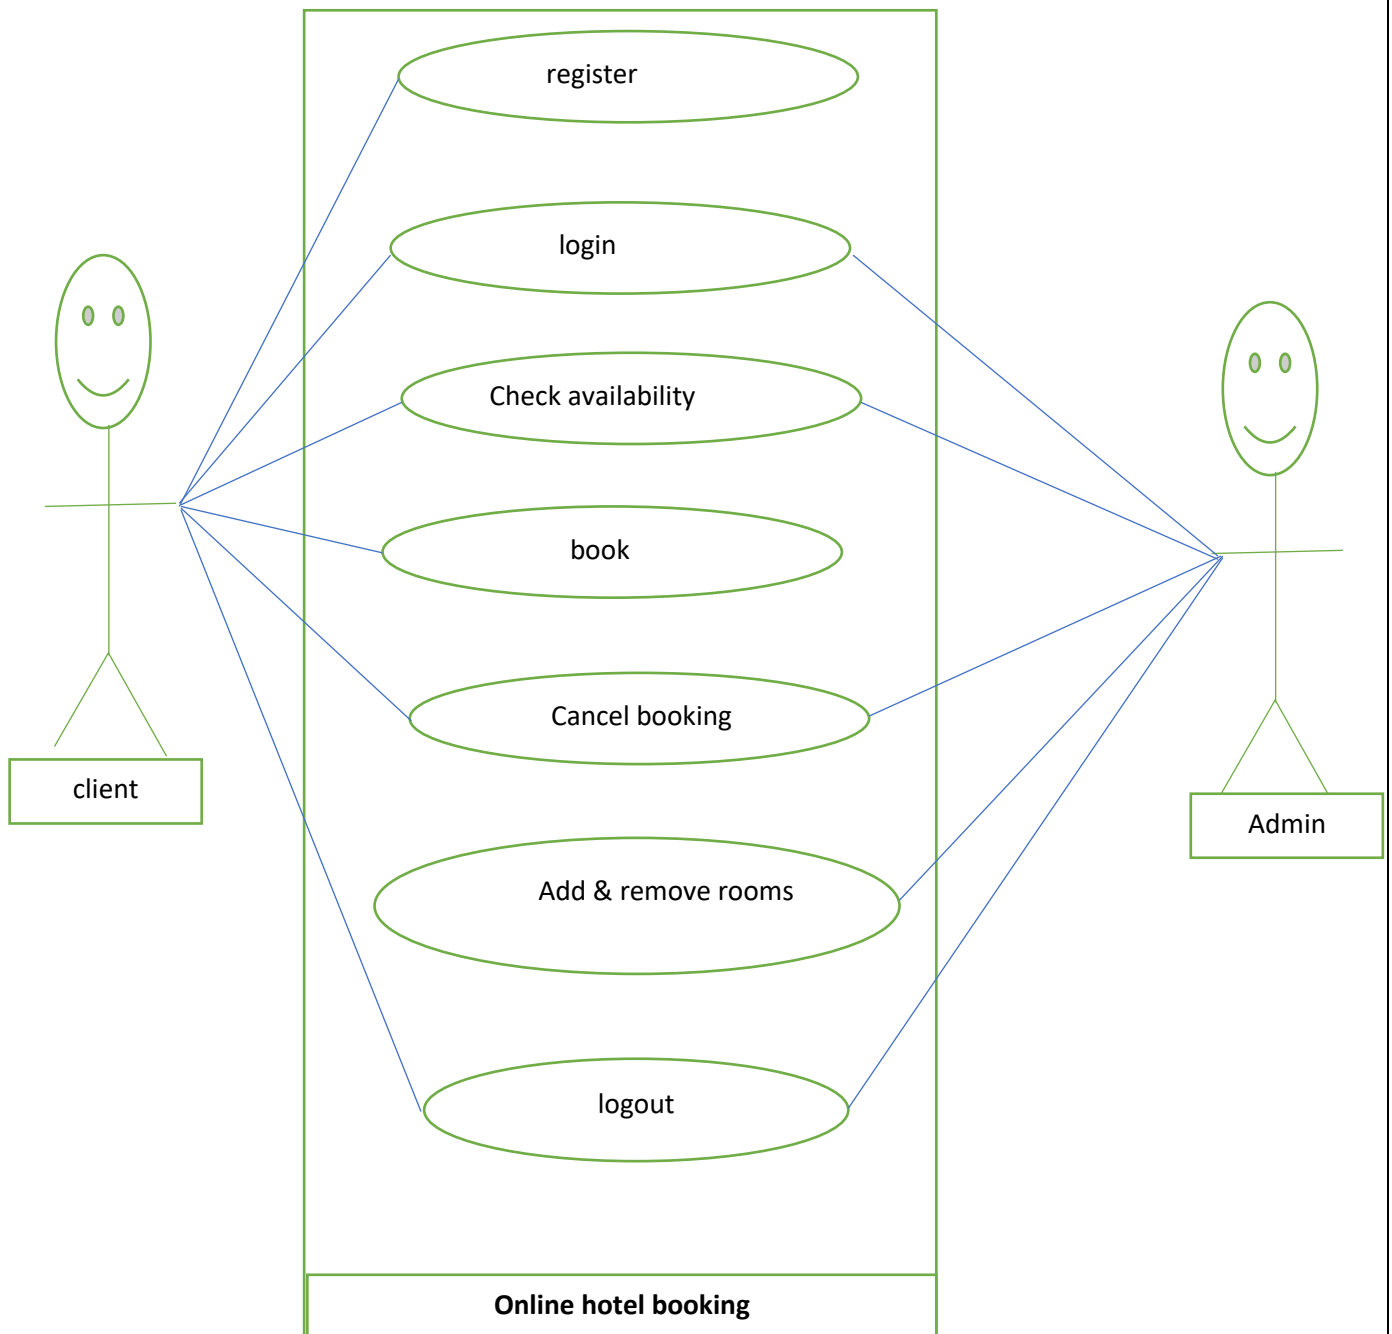 register
login
Check availability
book
Cancel booking
client
Admin
Add & remove rooms
logout
Online hotel booking